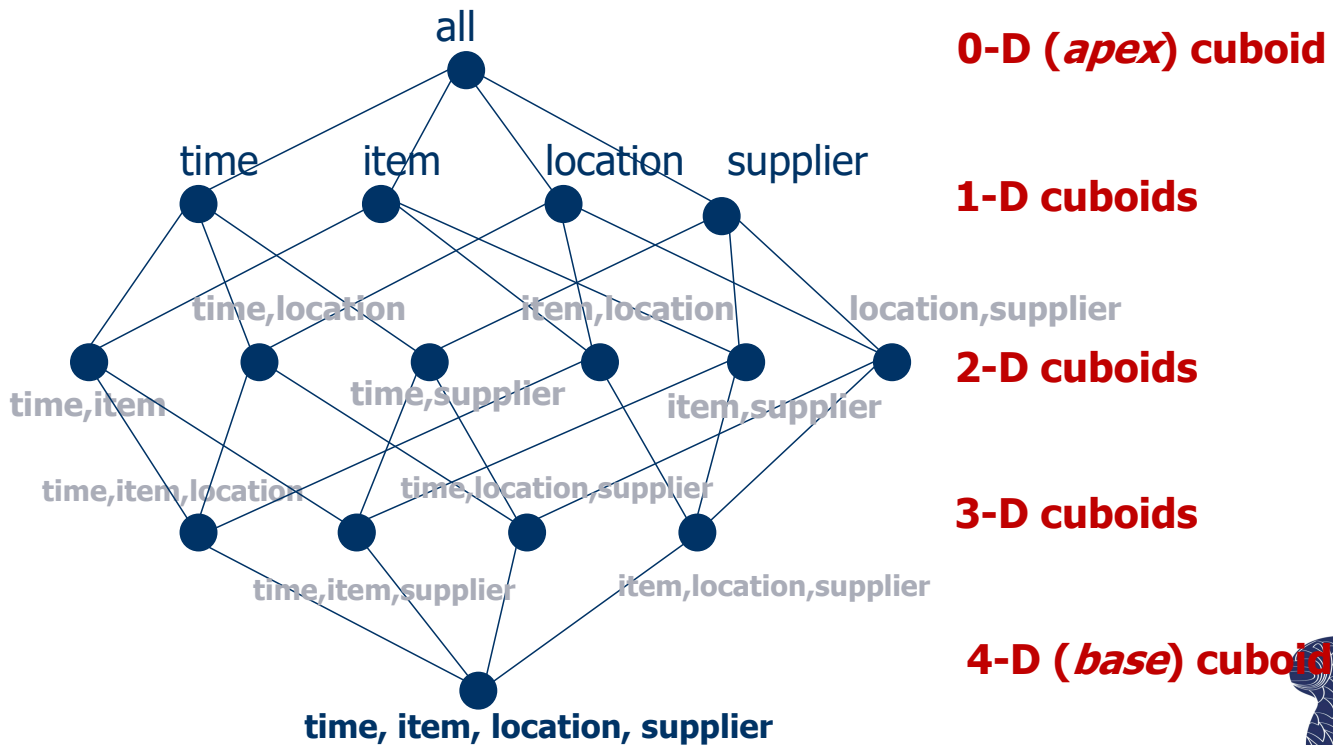 all
0-D (apex) cuboid
time
item
location
supplier
1-D cuboids
time,location
item,location
location,supplier
2-D cuboids
time,item
time,supplier
item,supplier
time,item,location
time,location,supplier
3-D cuboids
time,item,supplier
item,location,supplier
4-D (base) cuboid
time, item, location, supplier